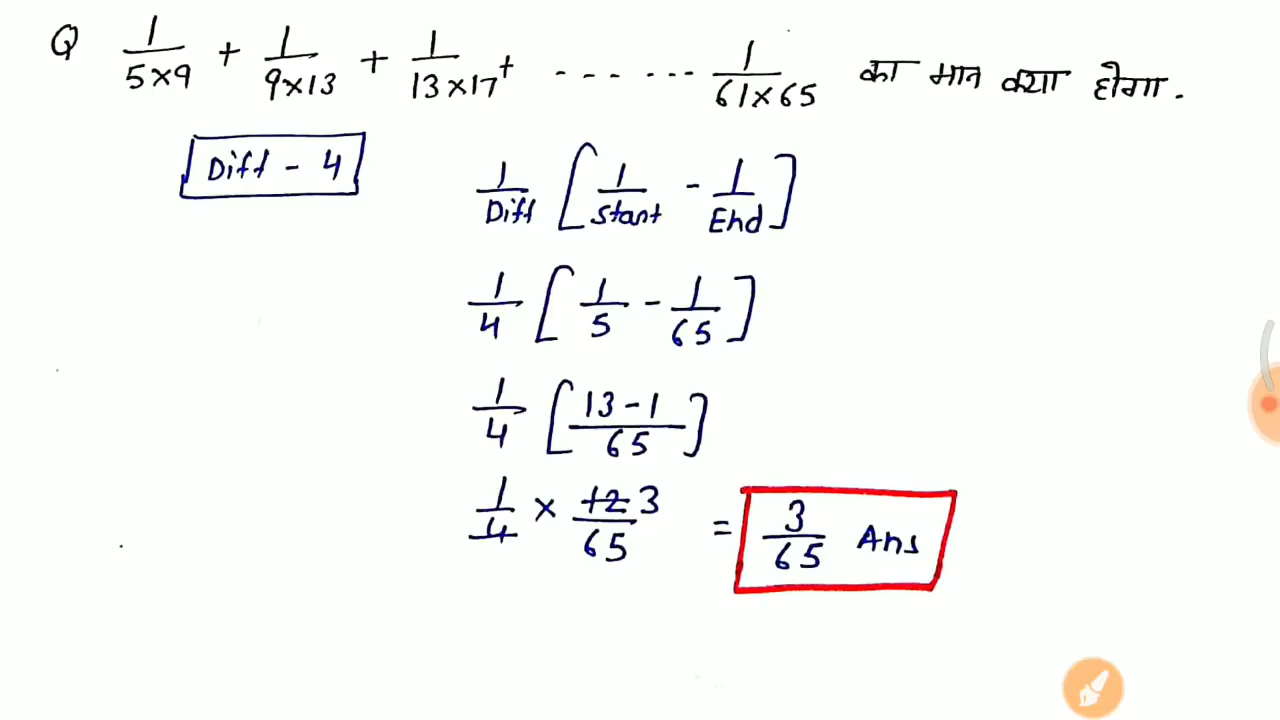 Q 1/5×9 + 1/9×13 + 1/13×17 + ------- 1/61×65 का मान क्या होगा.
Diff - 4
1/Diff [1/Start - 1/End]
1/4 [1/5 - 1/65]
1/4 [13-1/65]
1/4 × 12/65 3 = 3/65 Ans